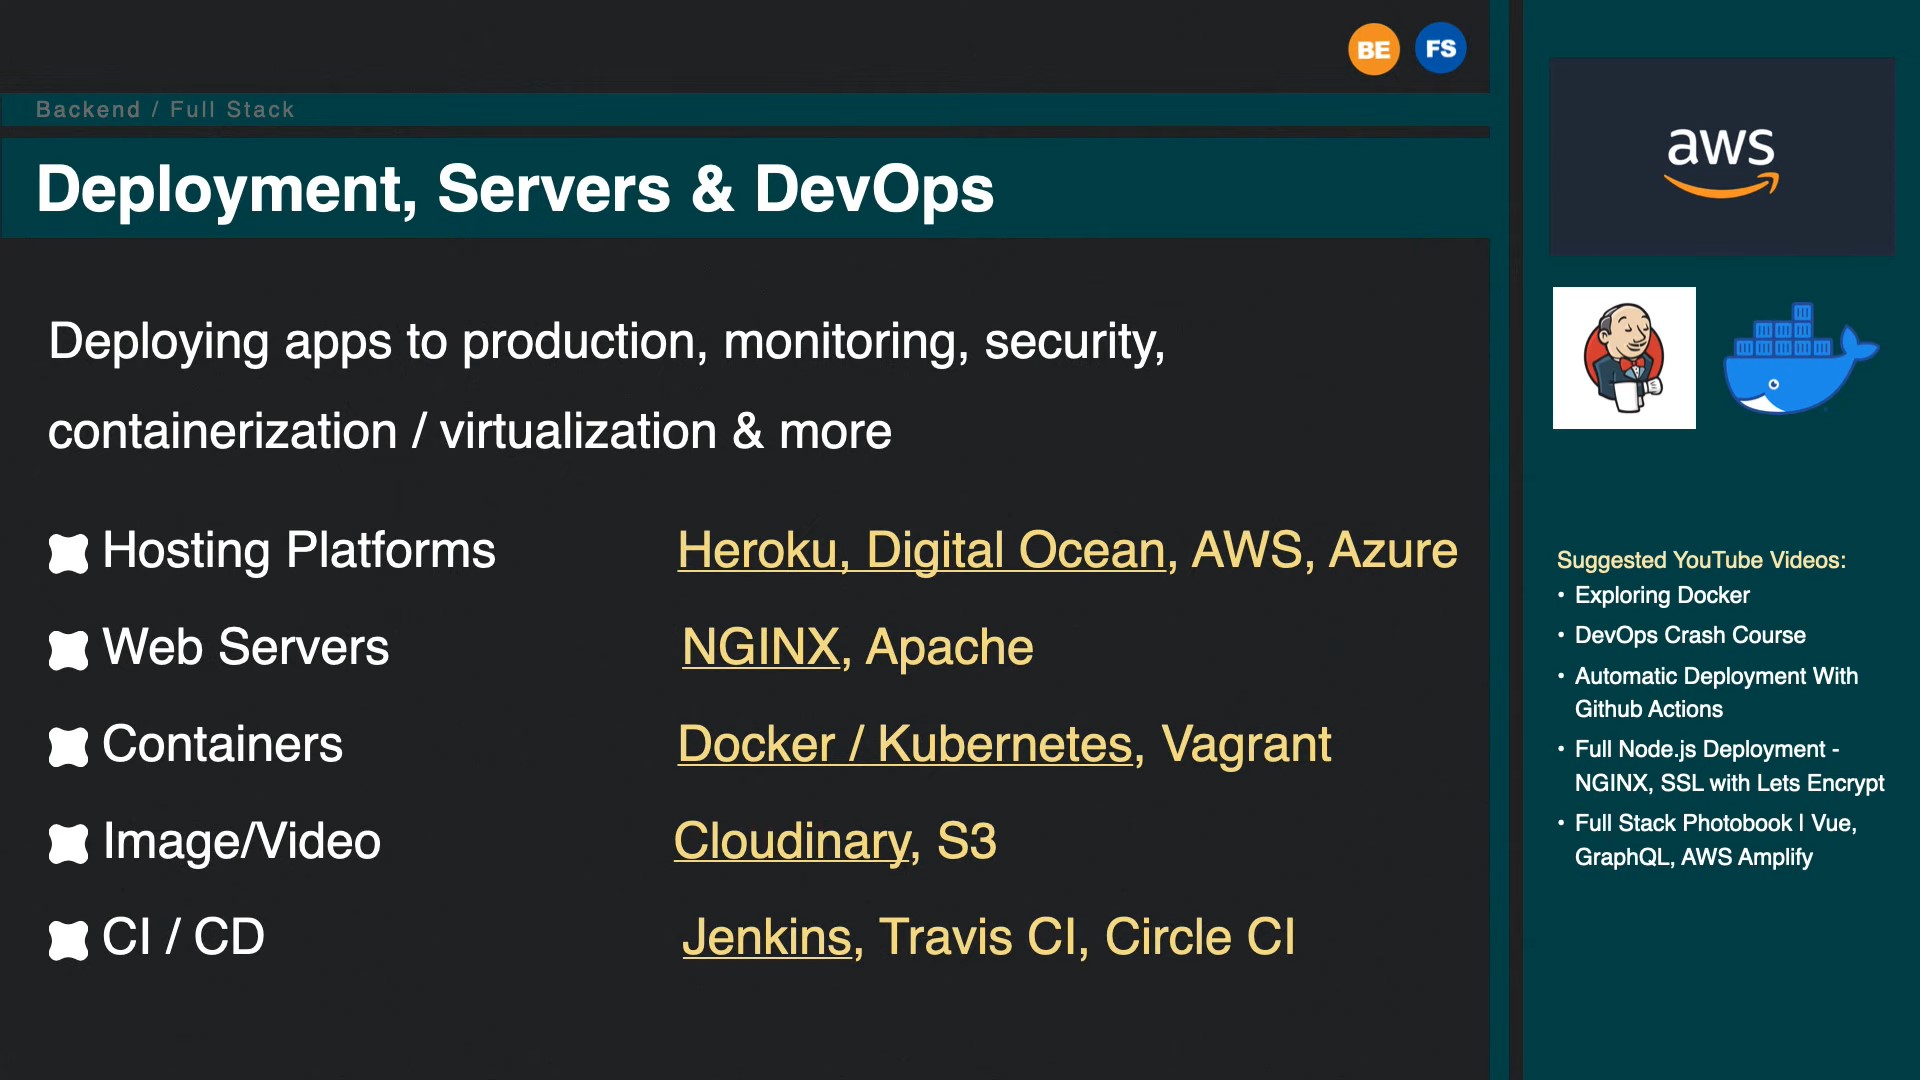 BE FS
Backend / Full Stack
Deployment, Servers & DevOps
Deploying apps to production, monitoring, security,
containerization / virtualization & more
Hosting Platforms Heroku, Digital Ocean, AWS, Azure
Web Servers NGINX, Apache
Containers Docker / Kubernetes, Vagrant
Image/Video Cloudinary, S3
CI / CD Jenkins, Travis CI, Circle CI
aws
Suggested YouTube Videos:
• Exploring Docker
• DevOps Crash Course
• Automatic Deployment With
Github Actions
• Full Node.js Deployment -
NGINX, SSL with Lets Encrypt
• Full Stack Photobook | Vue,
GraphQL, AWS Amplify